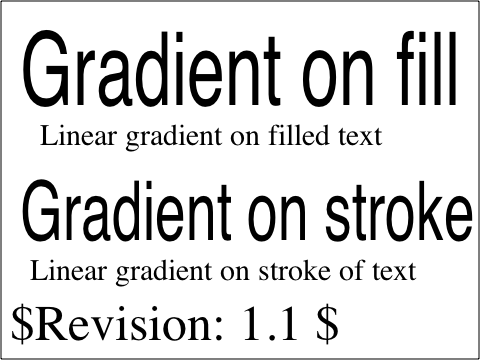 Gradient on fill
Linear gradient on filled text
Gradient on stroke
Linear gradient on stroke of text
$Revision: 1.1 $